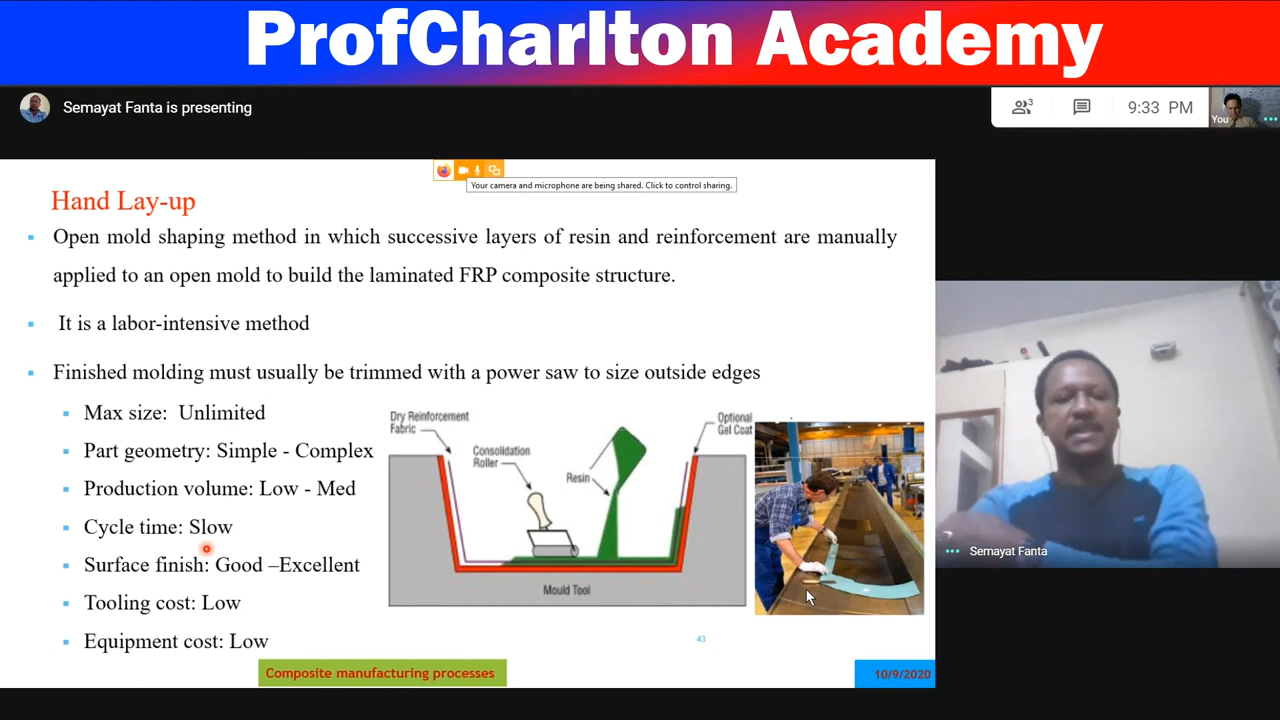 ProfCharlton Academy
Semayat Fanta is presenting
3
9:33 PM
You
Your camera and microphone are being shared. Click to control sharing.
Hand Lay-up
Open mold shaping method in which successive layers of resin and reinforcement are manually
applied to an open mold to build the laminated FRP composite structure.
It is a labor-intensive method
Finished molding must usually be trimmed with a power saw to size outside edges
Max size: Unlimited
Part geometry: Simple - Complex
Production volume: Low - Med
Cycle time: Slow
Surface finish: Good –Excellent
Tooling cost: Low
Equipment cost: Low
Dry Reinforcement
Fabric
Consolidation
Roller
Resin
Optional
Gel Coat
Mould Tool
Semayat Fanta
43
Composite manufacturing processes
10/9/2020